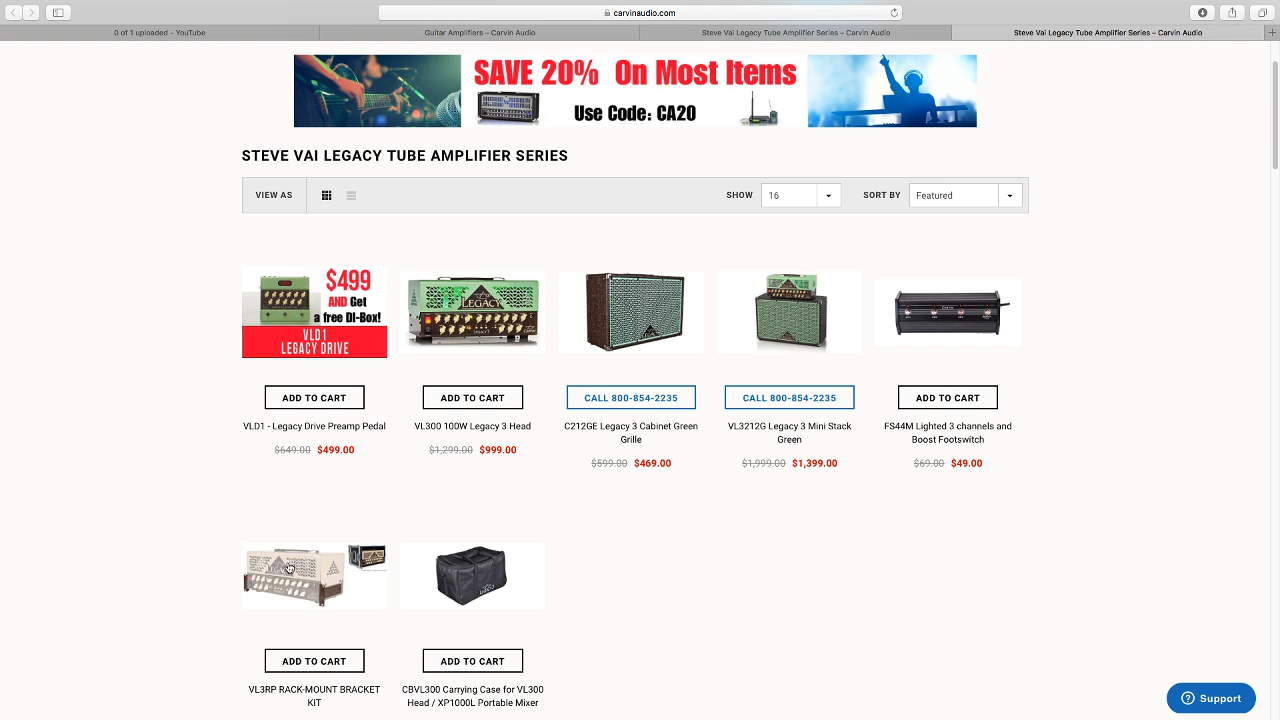 carvinaudio.com
0 of 1 uploaded - YouTube
Guitar Amplifiers – Carvin Audio
Steve Vai Legacy Tube Amplifier Series – Carvin Audio
Steve Vai Legacy Tube Amplifier Series – Carvin Audio
SAVE 20% On Most Items
Use Code: CA20
STEVE VAI LEGACY TUBE AMPLIFIER SERIES
VIEW AS
SHOW
16
SORT BY
Featured
$499
AND Get
a free DI-Box!
VLD1
LEGACY DRIVE
LEGACY
ADD TO CART
ADD TO CART
CALL 800-854-2235
CALL 800-854-2235
ADD TO CART
VLD1 - Legacy Drive Preamp Pedal
$649.00 $499.00
VL300 100W Legacy 3 Head
$1,299.00 $999.00
C212GE Legacy 3 Cabinet Green
Grille
$599.00 $469.00
VL3212G Legacy 3 Mini Stack
Green
$1,999.00 $1,399.00
FS44M Lighted 3 channels and
Boost Footswitch
$69.00 $49.00
ADD TO CART
ADD TO CART
VL3RP RACK-MOUNT BRACKET
KIT
CBVL300 Carrying Case for VL300
Head / XP1000L Portable Mixer
Support